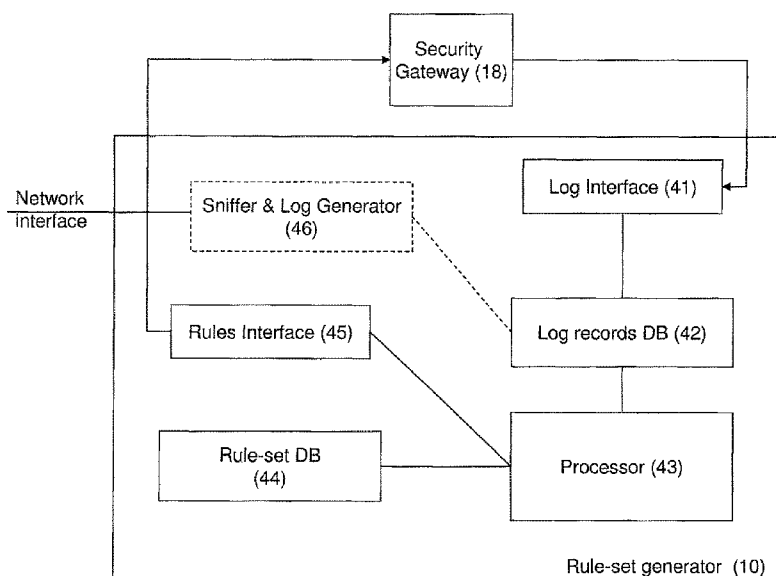 Security
Gateway (18)
Network
interface
Sniffer & Log Generator
(46)
Log Interface (41)
Rules Interface (45)
Log records DB (42)
Rule-set DB
(44)
Processor (43)
Rule-set generator (10)